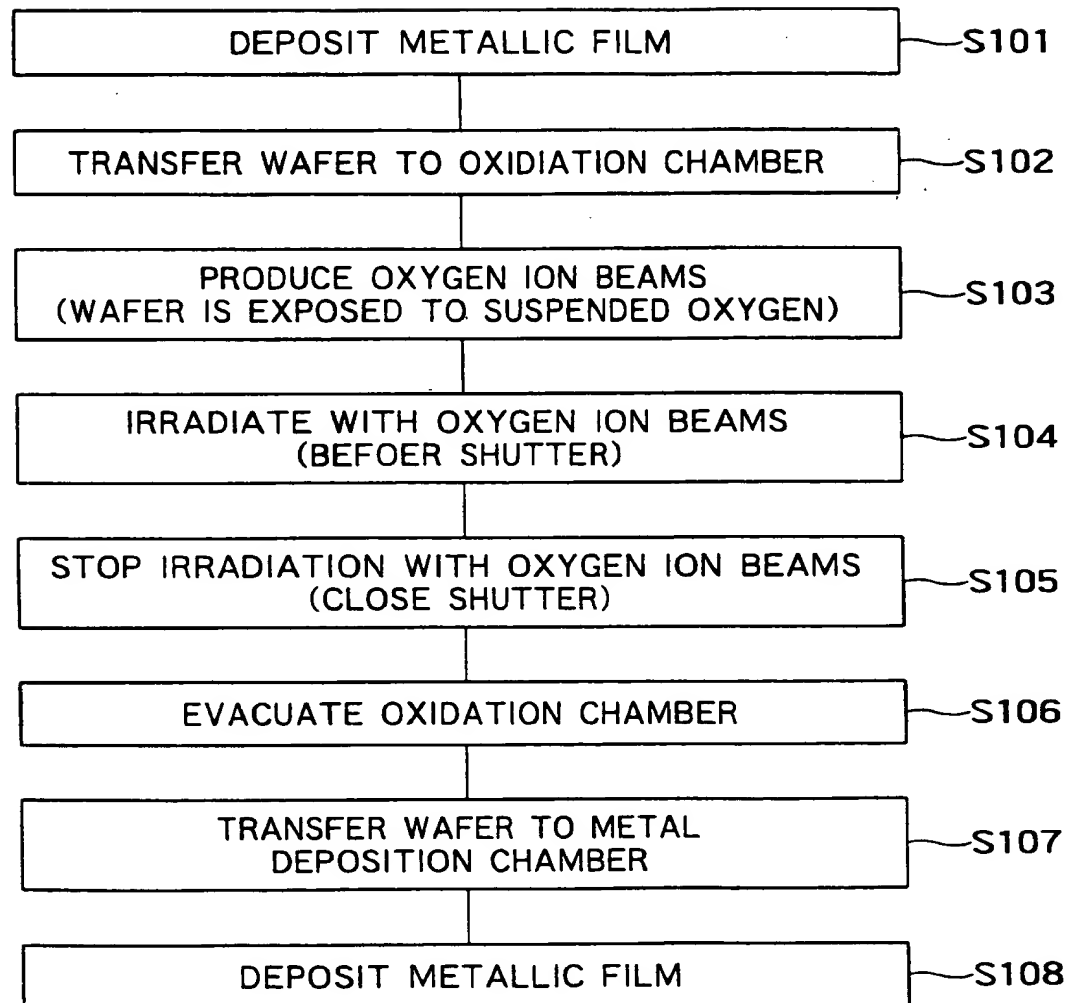 DEPOSIT METALLIC FILM S101
TRANSFER WAFER TO OXIDIATION CHAMBER S102
PRODUCE OXYGEN ION BEAMS
(WAFER IS EXPOSED TO SUSPENDED OXYGEN) S103
IRRADIATE WITH OXYGEN ION BEAMS
(BEFOER SHUTTER) S104
STOP IRRADIATION WITH OXYGEN ION BEAMS
(CLOSE SHUTTER) S105
EVACUATE OXIDATION CHAMBER S106
TRANSFER WAFER TO METAL
DEPOSITION CHAMBER S107
DEPOSIT METALLIC FILM S108